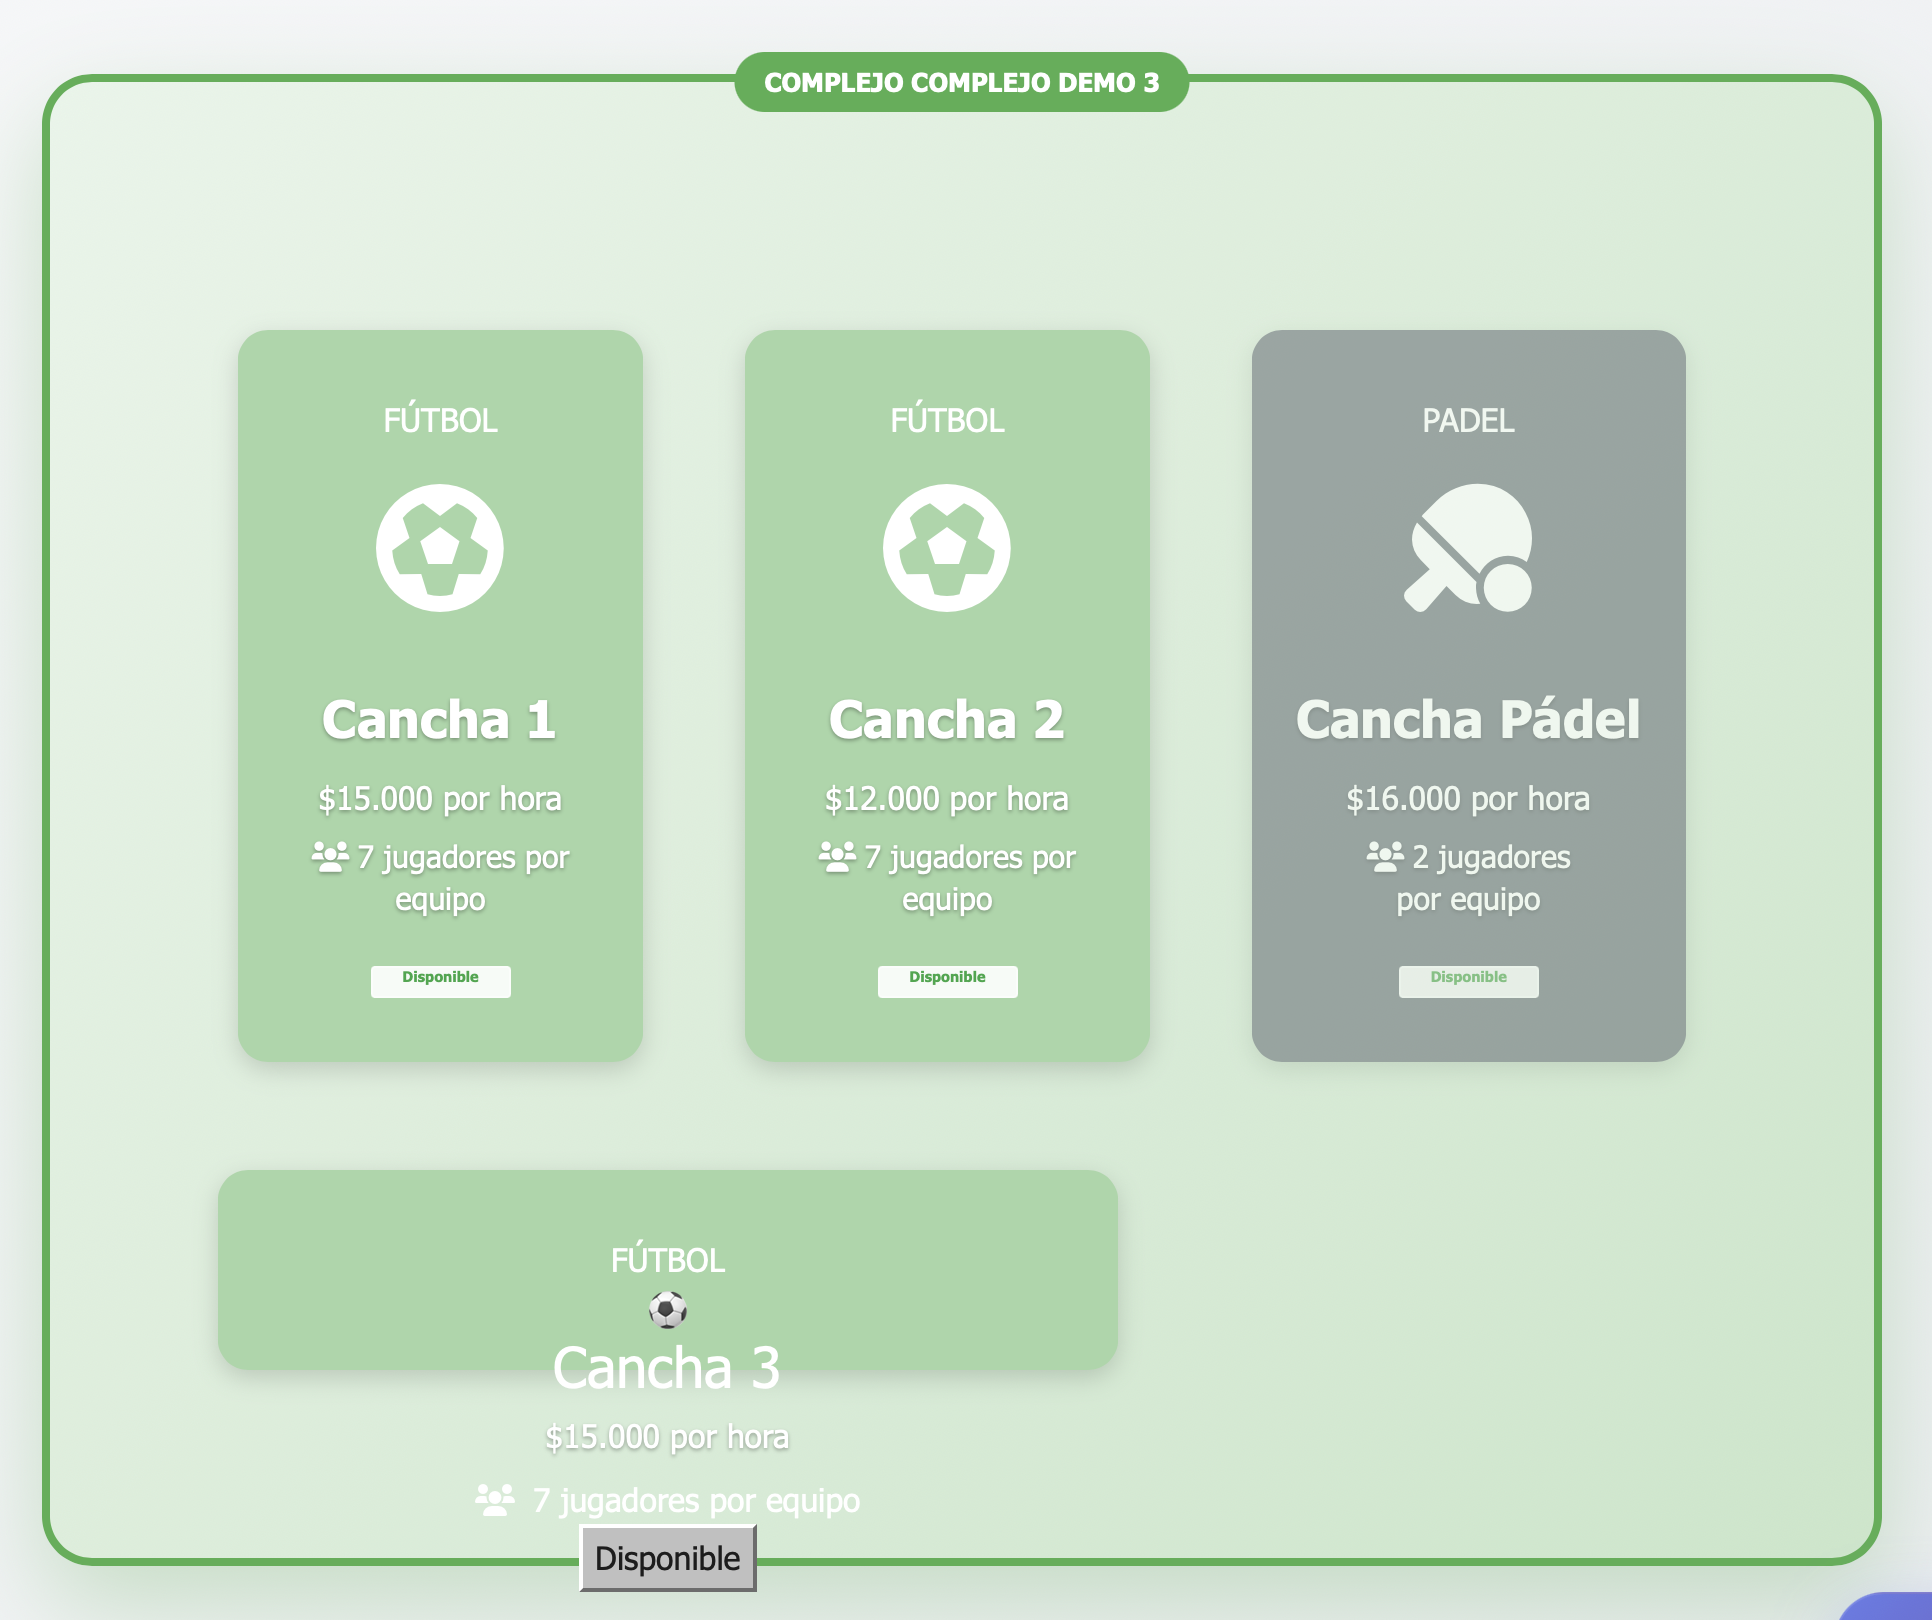 COMPLEJO COMPLEJO DEMO 3
FÚTBOL
Cancha 1
$15.000 por hora
7 jugadores por
equipo
Disponible
FÚTBOL
Cancha 2
$12.000 por hora
7 jugadores por
equipo
Disponible
PADEL
Cancha Pádel
$16.000 por hora
2 jugadores
por equipo
Disponible
FÚTBOL
Cancha 3
$15.000 por hora
7 jugadores por equipo
Disponible